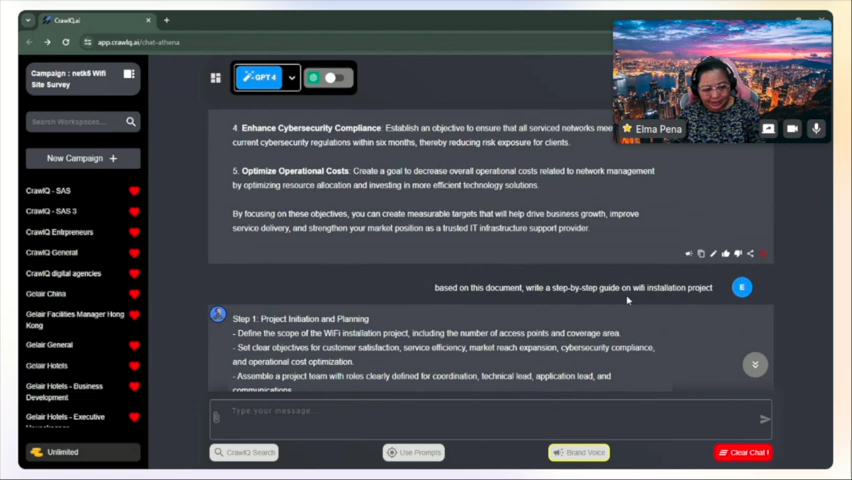 CrawlQ.ai
app.crawlq.ai/chat-athena
Campaign : netk5 Wifi
Site Survey
GPT 4
Search Workspaces...
New Campaign +
CrawlQ - SAS
CrawlQ - SAS 3
CrawlQ Entrpreneurs
CrawlQ General
CrawlQ digital agencies
Gelair China
Gelair Facilities Manager Hong
Kong
Gelair General
Gelair Hotels
Gelair Hotels - Business
Development
Gelair Hotels - Executive
Unlimited
Elma Pena
4. Enhance Cybersecurity Compliance: Establish an objective to ensure that all serviced networks mee
current cybersecurity regulations within six months, thereby reducing risk exposure for clients.
5. Optimize Operational Costs: Create a goal to decrease overall operational costs related to network management
by optimizing resource allocation and investing in more efficient technology solutions.
By focusing on these objectives, you can create measurable targets that will help drive business growth, improve
service delivery, and strengthen your market position as a trusted IT infrastructure support provider.
based on this document, write a step-by-step guide on wifi installation project
E
Step 1: Project Initiation and Planning
- Define the scope of the WiFi installation project, including the number of access points and coverage area.
- Set clear objectives for customer satisfaction, service efficiency, market reach expansion, cybersecurity compliance,
and operational cost optimization.
- Assemble a project team with roles clearly defined for coordination, technical lead, application lead, and
communications.
Type your message...
CrawlQ Search
Use Prompts
Brand Voice
Clear Chat !